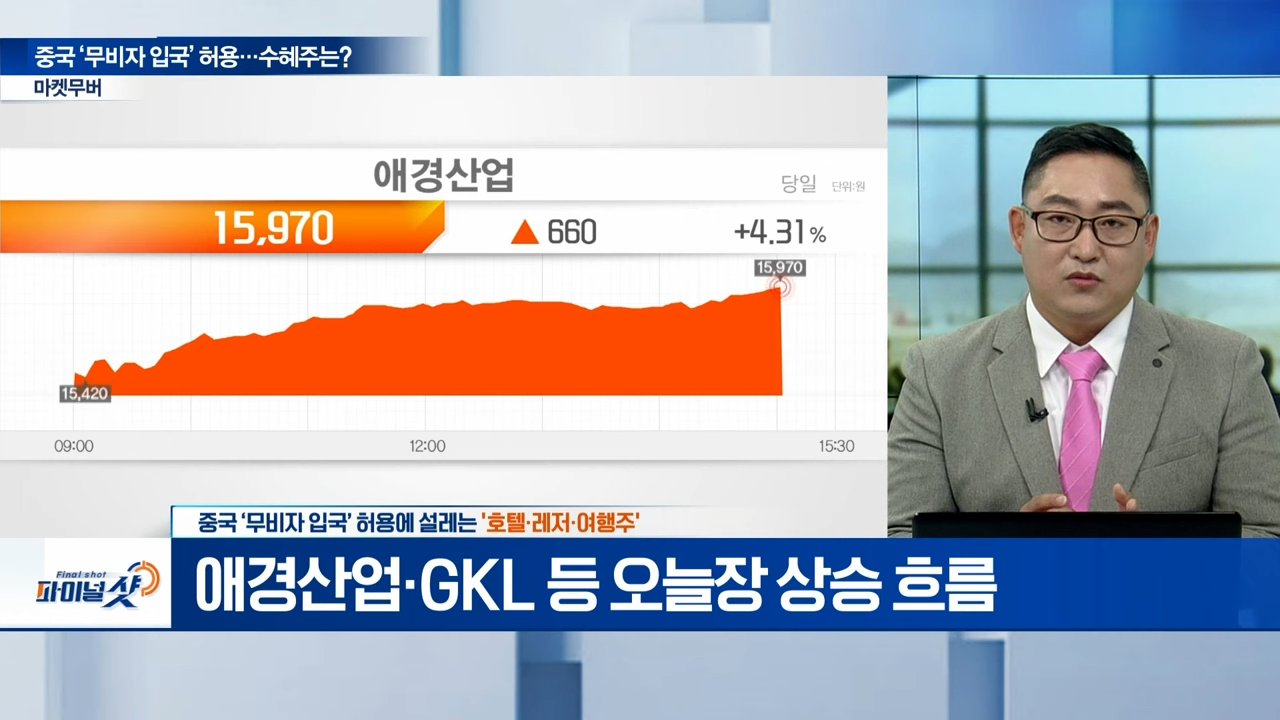 중국 ‘무비자 입국’ 허용…수혜주는?
마켓무버
애경산업
당일 단위:원
15,970 ▲ 660 +4.31%
15,970
15,420
09:00 12:00 15:30
중국 ‘무비자 입국’ 허용에 설레는 '호텔·레저·여행주'
Final shot
파이널샷
애경산업·GKL 등 오늘장 상승 흐름